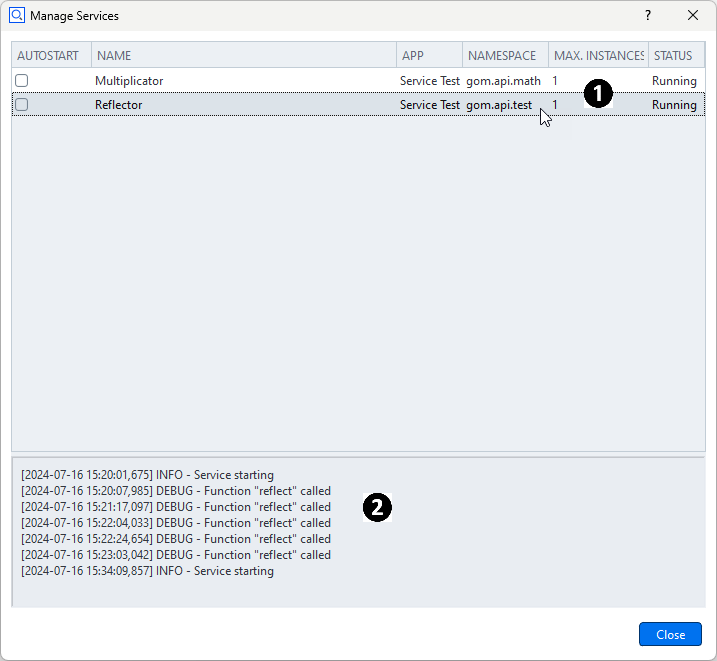 Manage Services ?
AUTOSTART NAME APP NAMESPACE MAX. INSTANCES STATUS
Multiplicator Service Test gom.api.math 1 Running
Reflector Service Test gom.api.test 1 Running
1
[2024-07-16 15:20:01,675] INFO - Service starting
[2024-07-16 15:20:07,985] DEBUG - Function "reflect" called
[2024-07-16 15:21:17,097] DEBUG - Function "reflect" called
[2024-07-16 15:22:04,033] DEBUG - Function "reflect" called
[2024-07-16 15:22:24,654] DEBUG - Function "reflect" called
[2024-07-16 15:23:03,042] DEBUG - Function "reflect" called
[2024-07-16 15:34:09,857] INFO - Service starting
2
Close